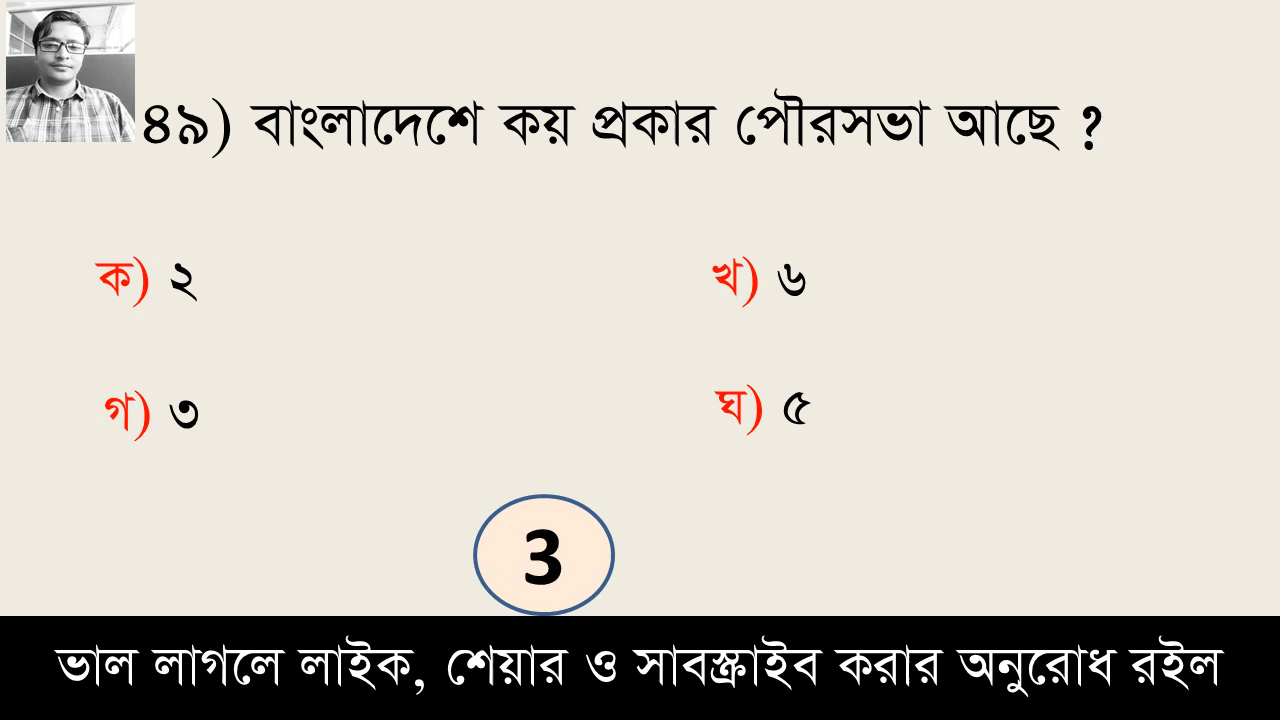 ৪৯) বাংলাদেশে কয় প্রকার পৌরসভা আছে ?
ক) ২
খ) ৬
গ) ৩
ঘ) ৫
3
ভাল লাগলে লাইক, শেয়ার ও সাবস্ক্রাইব করার অনুরোধ রইল